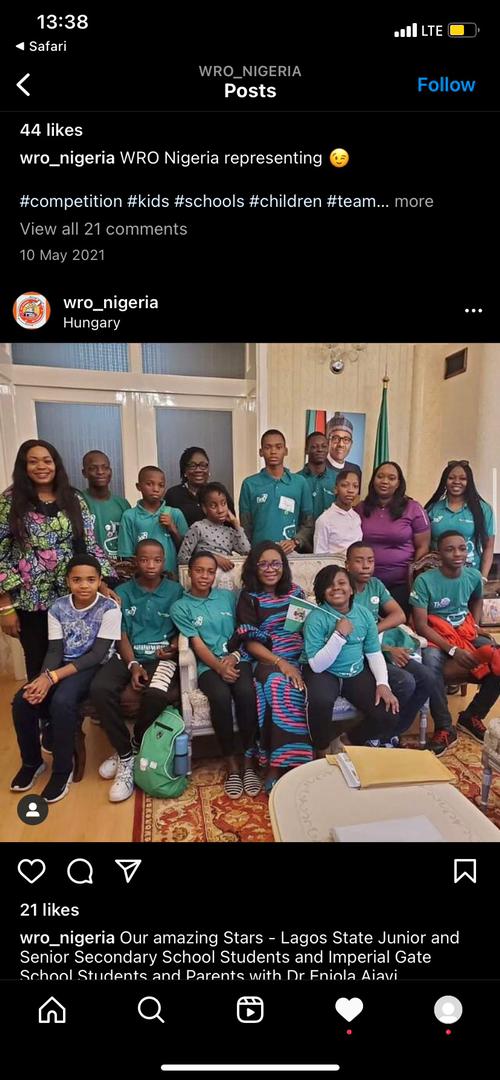 13:38
LTE
◀ Safari
WRO_NIGERIA
Posts
Follow
44 likes
wro_nigeria WRO Nigeria representing 😉
#competition #kids #schools #children #team... more
View all 21 comments
10 May 2021
wro_nigeria
Hungary
21 likes
wro_nigeria Our amazing Stars - Lagos State Junior and
Senior Secondary School Students and Imperial Gate
School Students and Parents with Dr Eniola Ajayi